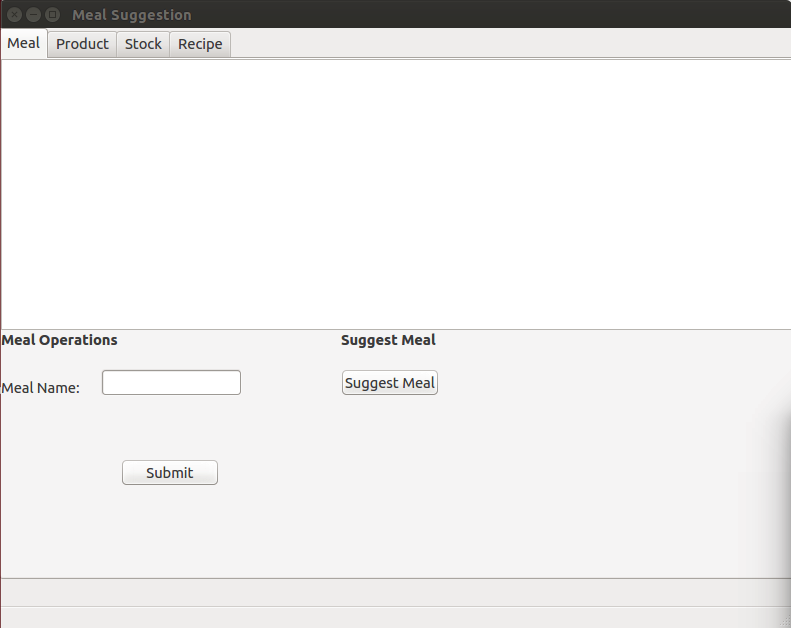 Meal Suggestion
Meal Product Stock Recipe
Meal Operations Suggest Meal
Meal Name: Suggest Meal
Submit